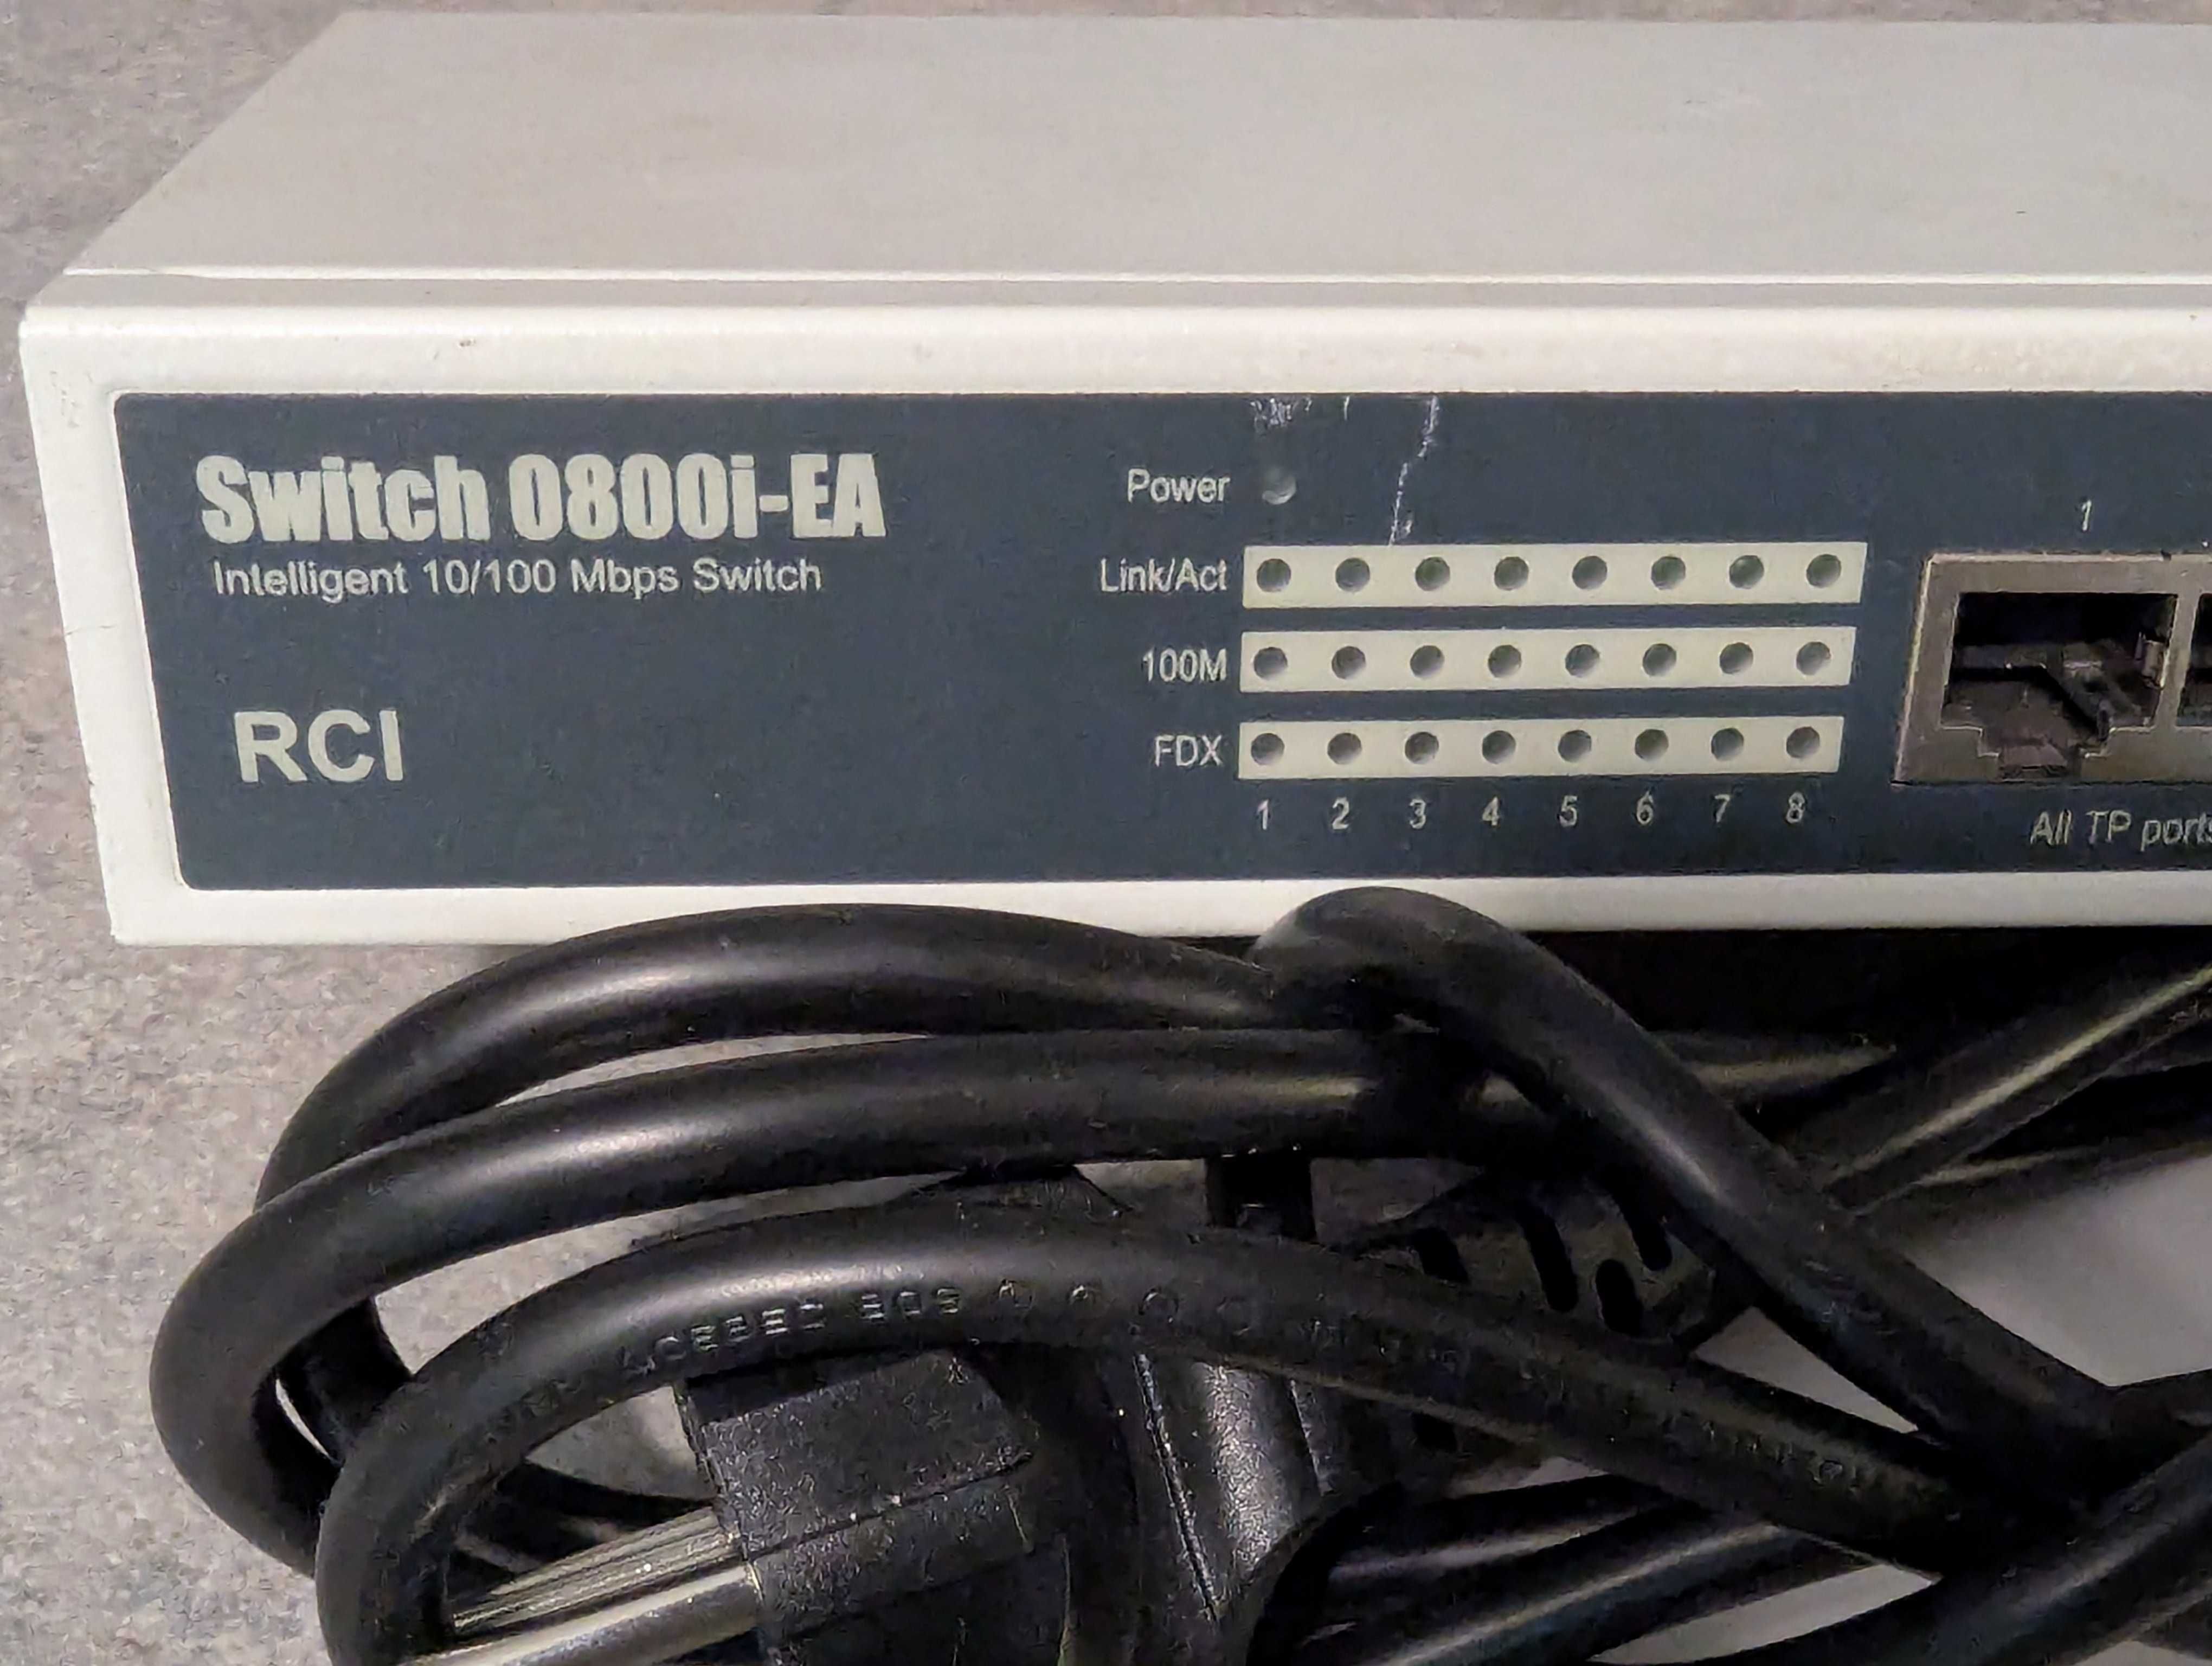 Switch 0800i-EA
Intelligent 10/100 Mbps Switch
RCI
Power
Link/Act
100M
FDX
1 2 3 4 5 6 7 8
1
All TP ports